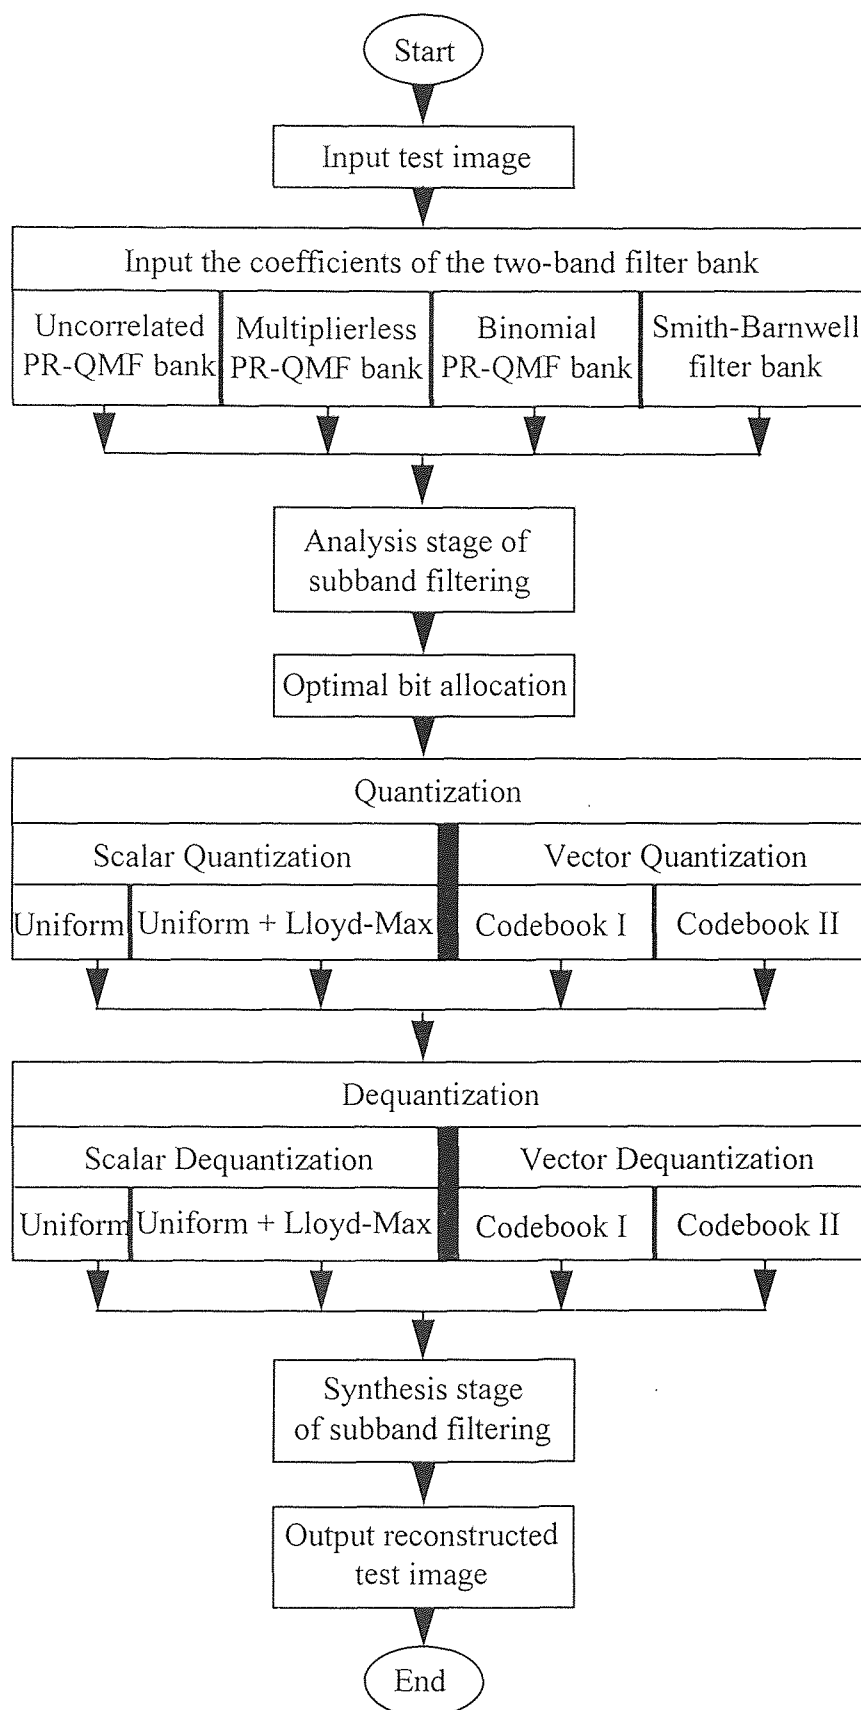 Start
Input test image
Input the coefficients of the two-band filter bank
Uncorrelated
PR-QMF bank
Multiplierless
PR-QMF bank
Binomial
PR-QMF bank
Smith-Barnwell
filter bank
Analysis stage of
subband filtering
Optimal bit allocation
Quantization
Scalar Quantization
Vector Quantization
Uniform
Uniform + Lloyd-Max
Codebook I
Codebook II
Dequantization
Scalar Dequantization
Vector Dequantization
Uniform
Uniform + Lloyd-Max
Codebook I
Codebook II
Synthesis stage
of subband filtering
Output reconstructed
test image
End